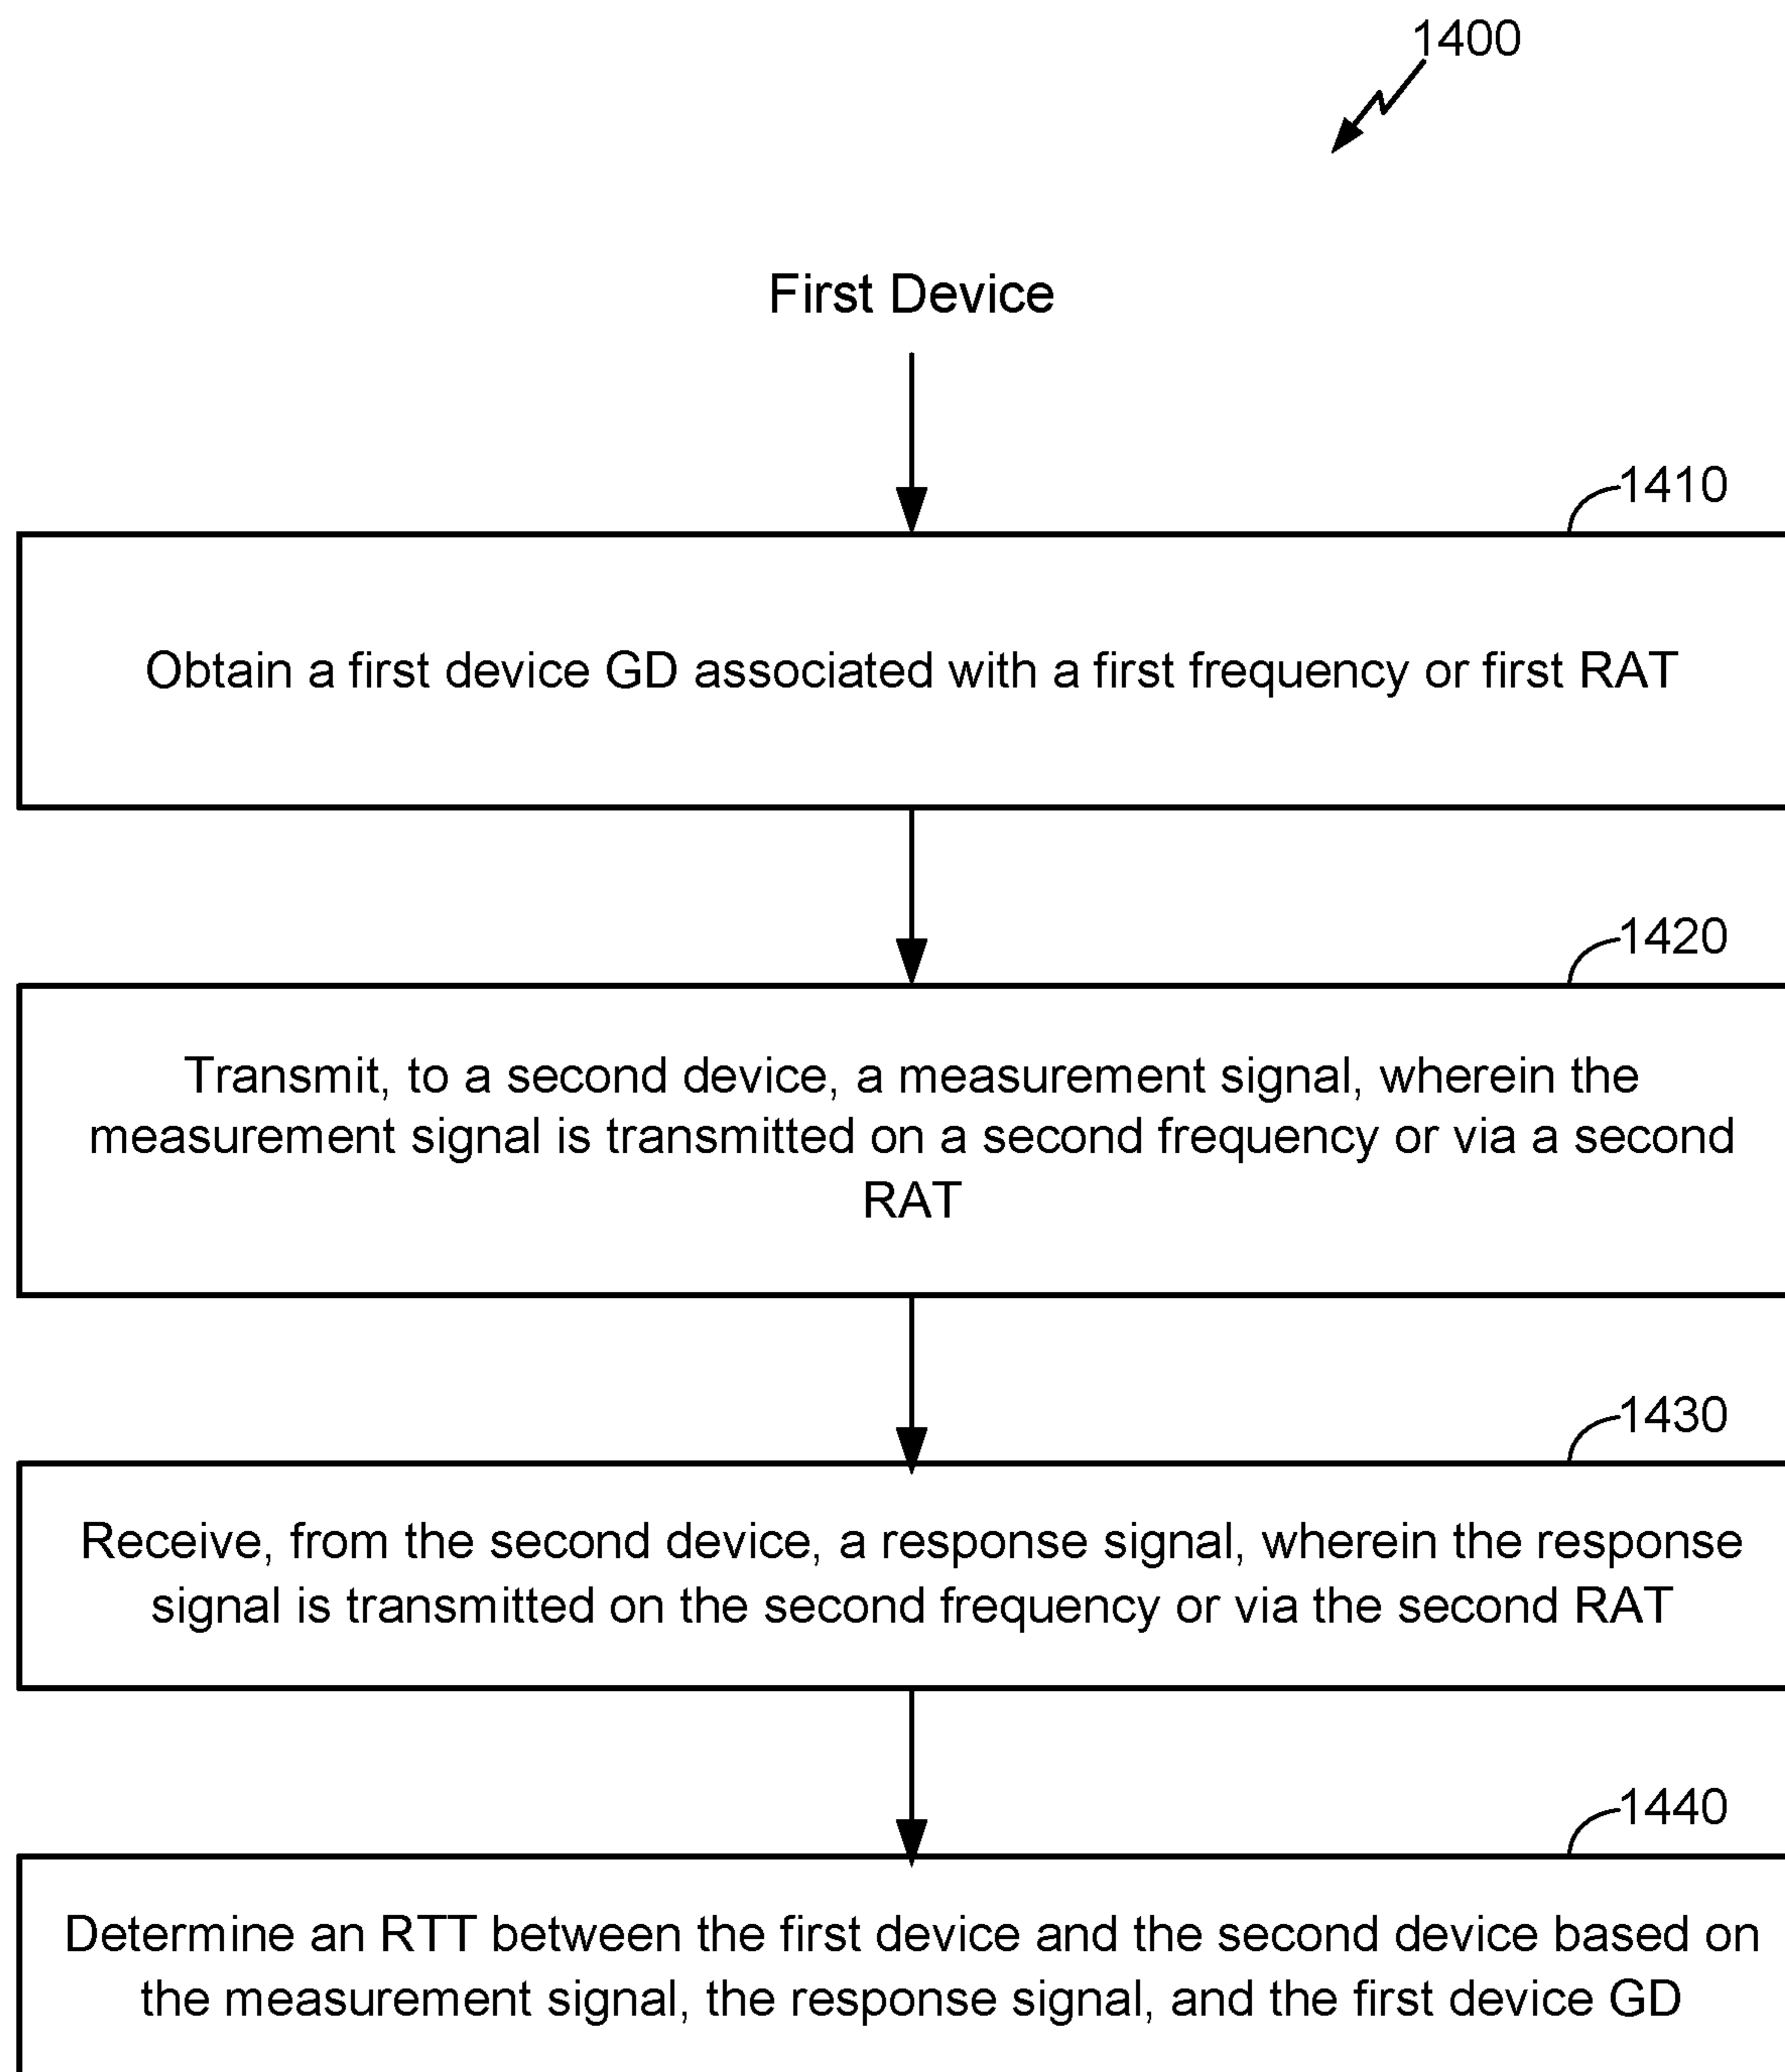 1400
First Device
1410
Obtain a first device GD associated with a first frequency or first RAT
1420
Transmit, to a second device, a measurement signal, wherein the
measurement signal is transmitted on a second frequency or via a second
RAT
1430
Receive, from the second device, a response signal, wherein the response
signal is transmitted on the second frequency or via the second RAT
1440
Determine an RTT between the first device and the second device based on
the measurement signal, the response signal, and the first device GD